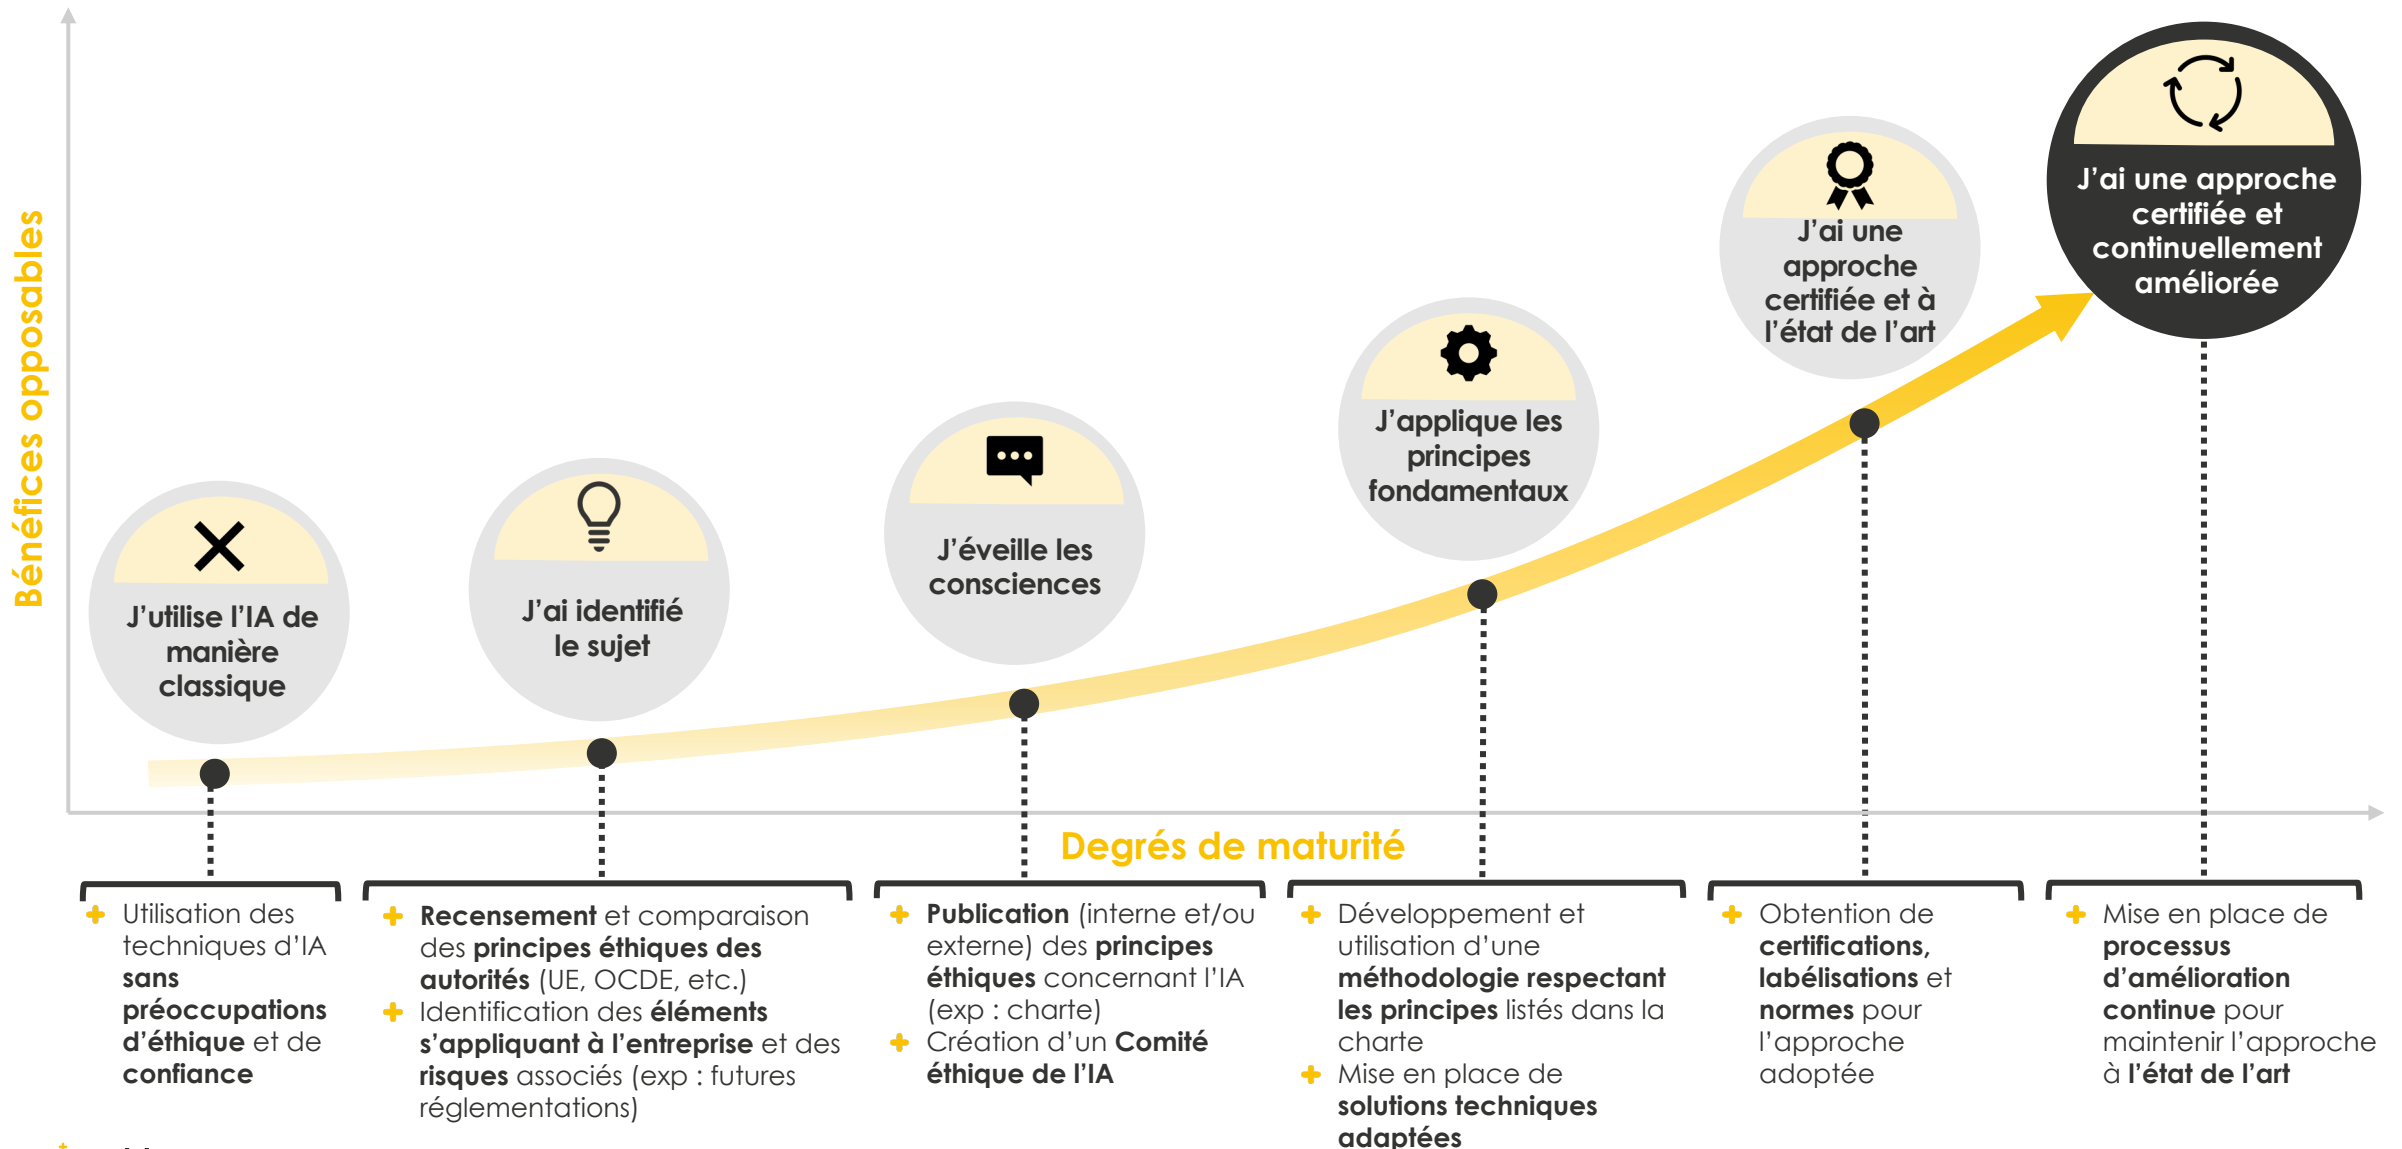 Bénéfices opposables
J'utilise l'IA de
manière
classique
J'ai identifié
le sujet
J'éveille les
consciences
J'applique les
principes
fondamentaux
J'ai une
approche
certifiée et à
l'état de l'art
J'ai une approche
certifiée et
continuellement
améliorée
Degrés de maturité
Utilisation des
techniques d'IA
sans
préoccupations
d'éthique et de
confiance
Recensement et comparaison
des principes éthiques des
autorités (UE, OCDE, etc.)
Identification des éléments
s'appliquant à l'entreprise et des
risques associés (exp : futures
réglementations)
Publication (interne et/ou
externe) des principes
éthiques concernant l'IA
(exp : charte)
Création d'un Comité
éthique de l'IA
Développement et
utilisation d'une
méthodologie respectant
les principes listés dans la
charte
Mise en place de
solutions techniques
adaptées
Obtention de
certifications,
labélisations et
normes pour
l'approche
adoptée
Mise en place de
processus
d'amélioration
continue pour
maintenir l'approche
à l'état de l'art